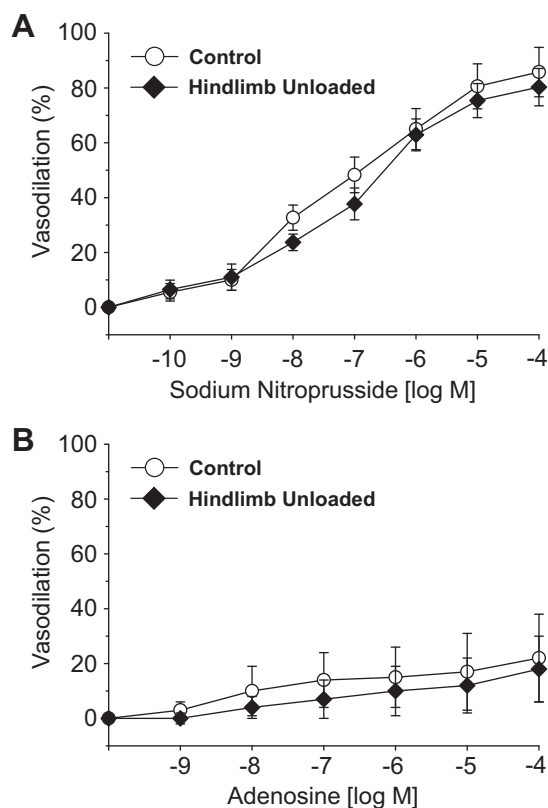 A
100
80
60
40
20
0
Vasodilation (%)
Control
Hindlimb Unloaded
-10 -9 -8 -7 -6 -5 -4
Sodium Nitroprusside [log M]
B
100
80
60
40
20
0
Vasodilation (%)
Control
Hindlimb Unloaded
-9 -8 -7 -6 -5 -4
Adenosine [log M]